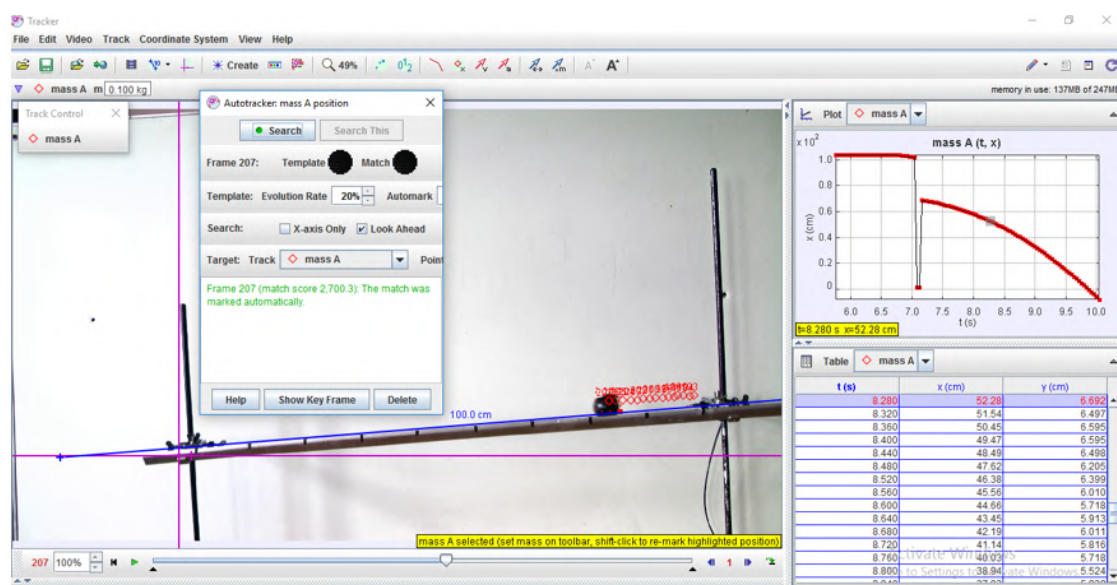 Tracker
File Edit Video Track Coordinate System View Help
Create 49%
mass A m 0.100 kg memory in use: 137MB of 247MB
Track Control
mass A
Autotracker: mass A position
Search Search This
Frame 207: Template Match
Template: Evolution Rate 20% Automark
Search: X-axis Only Look Ahead
Target: Track mass A Point
Frame 207 (match score 2,700.3): The match was
marked automatically.
Help Show Key Frame Delete
100.0 cm
mass A selected (set mass on toolbar, shift-click to re-mark highlighted position)
207 100% 1
Plot mass A
mass A (t, x)
x 10^2
1.0
0.8
0.6
0.4
0.2
0
x (cm)
6.0 6.5 7.0 7.5 8.0 8.5 9.0 9.5 10.0
t (s)
t=8.280 s x=52.28 cm
Table mass A
t (s) x (cm) y (cm)
8.280 52.28 6.692
8.320 51.54 6.497
8.360 50.45 6.595
8.400 49.47 6.595
8.440 48.49 6.498
8.480 47.62 6.205
8.520 46.38 6.399
8.560 45.56 6.010
8.600 44.66 5.718
8.640 43.45 5.913
8.680 42.19 6.011
8.720 41.14 5.816
8.760 40.03 5.718
8.800 38.94 5.524